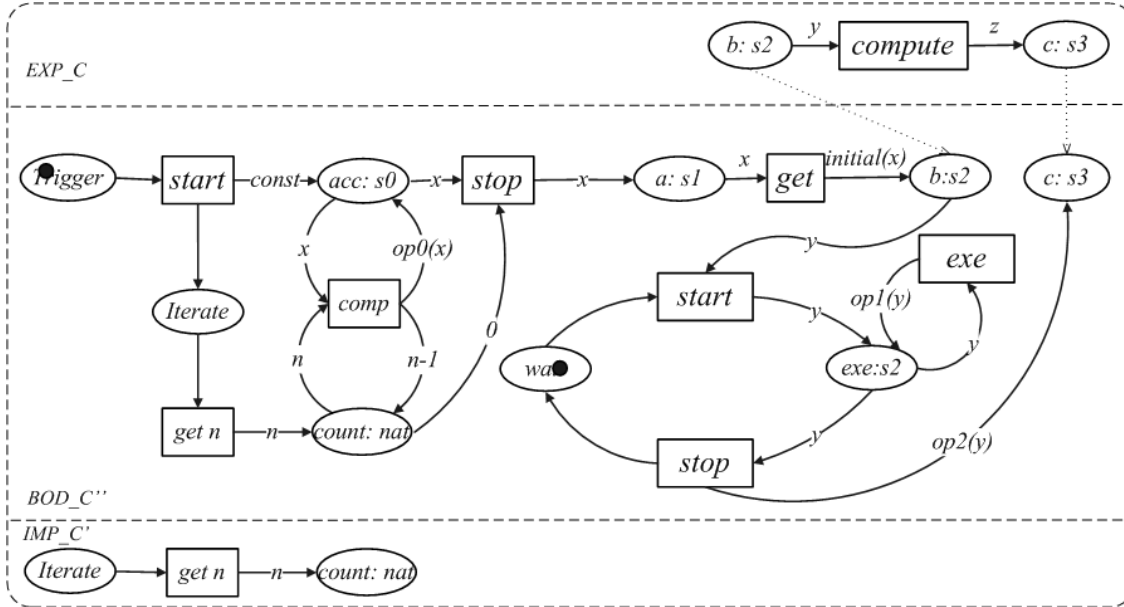 y z
b: s2 compute c: s3
EXP_C
x initial(x)
Trigger start const acc: s0 x stop x a: s1 get b:s2 c: s3
x op0(x) y exe
comp start op1(y)
Iterate 0 y y
n n-1 exe:s2
get n n count: nat y op2(y)
stop
BOD_C’’
IMP_C’
Iterate get n n count: nat